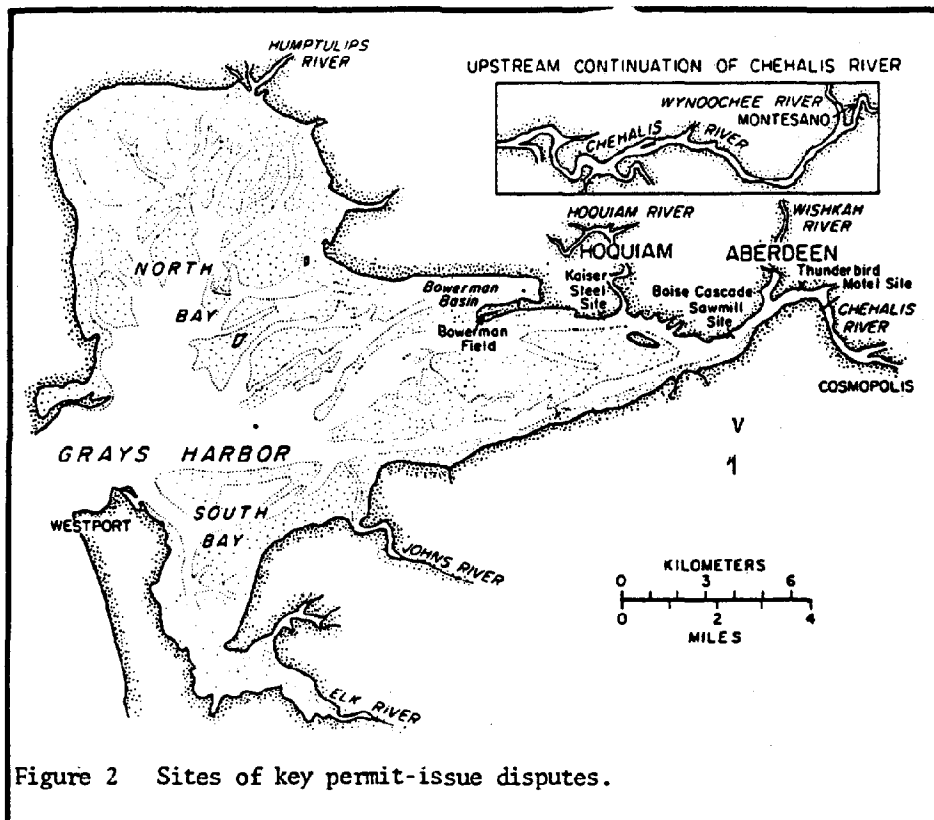 HUMPTULIPS
RIVER
UPSTREAM CONTINUATION OF CHEHALIS RIVER
WYNOOCHEE RIVER
MONTESANO
CHEHALIS
RIVER
HOQUIAM RIVER
WISHKAH
RIVER
HOQUIAM
ABERDEEN
NORTH
BAY
Bowerman
Basin
Kaiser
Steel
Site
Boise Cascade
Sawmill
Site
Thunderbird
Motel Site
Bowerman
Field
CHEHALIS
RIVER
COSMOPOLIS
GRAYS HARBOR
WESTPORT
SOUTH
BAY
JOHNS RIVER
ELK RIVER
KILOMETERS
0 3 6
0 2 4
MILES
Figure 2 Sites of key permit-issue disputes.